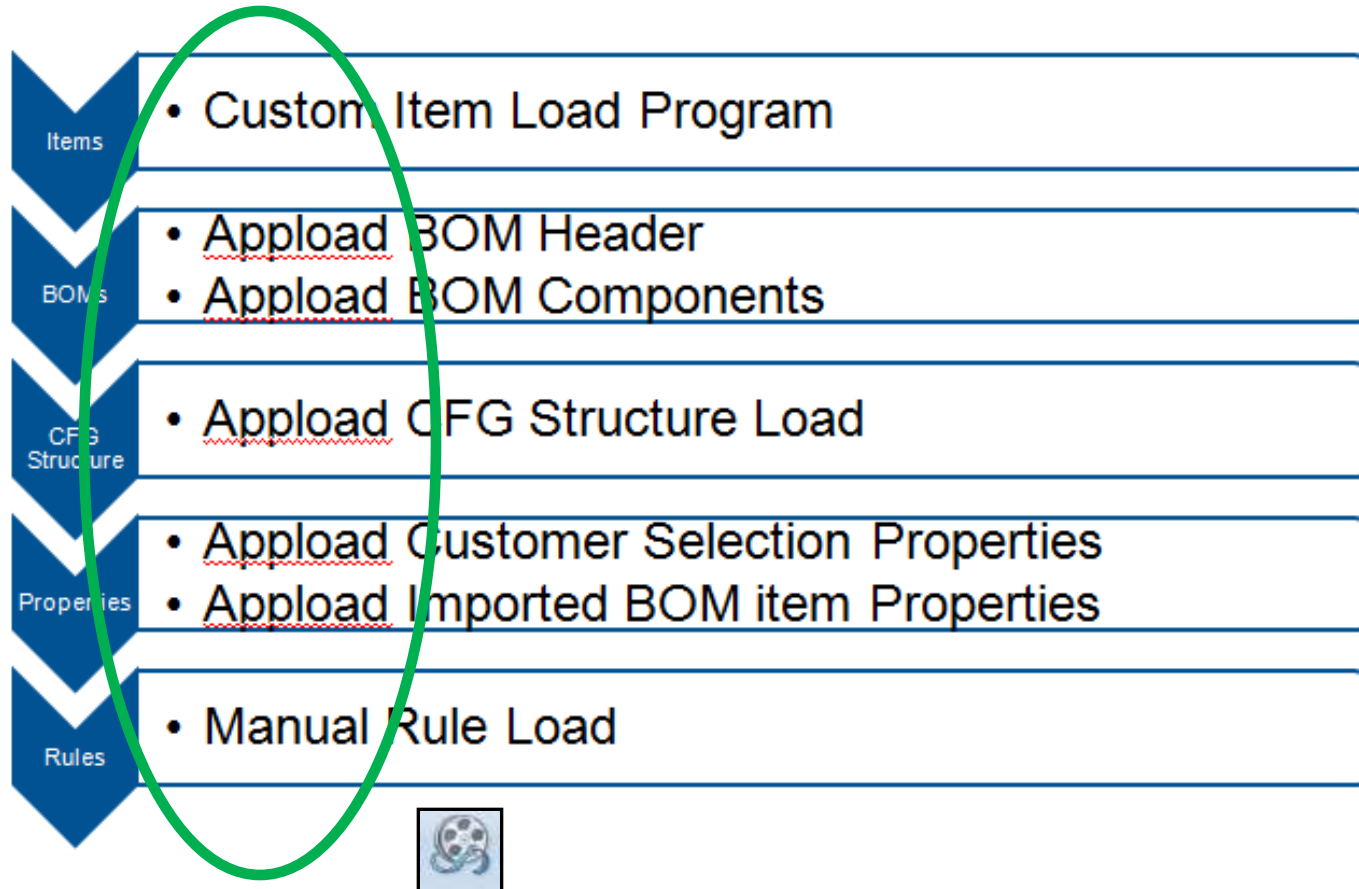 Items
• Custom Item Load Program
BOMs
• Appload BOM Header
• Appload BOM Components
CFG
Structure
• Appload CFG Structure Load
Properties
• Appload Customer Selection Properties
• Appload Imported BOM item Properties
Rules
• Manual Rule Load